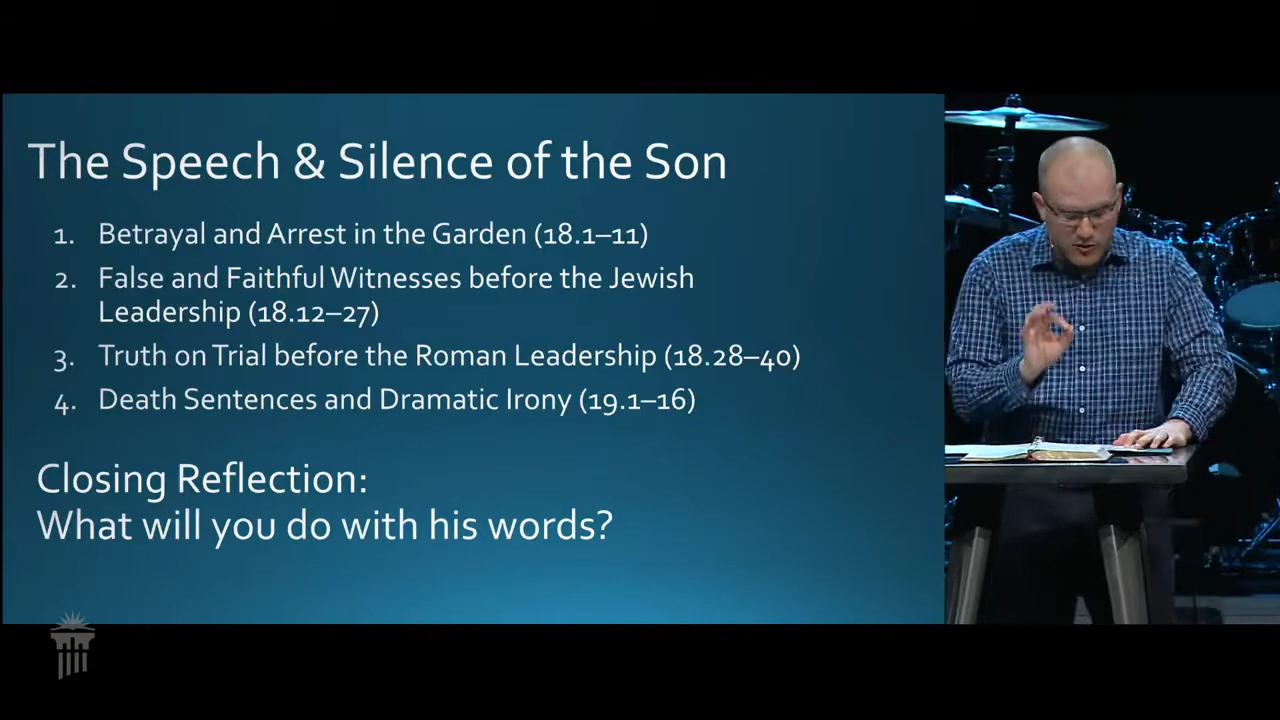 The Speech & Silence of the Son
1. Betrayal and Arrest in the Garden (18.1–11)
2. False and Faithful Witnesses before the Jewish
Leadership (18.12–27)
3. Truth on Trial before the Roman Leadership (18.28–40)
4. Death Sentences and Dramatic Irony (19.1–16)
Closing Reflection:
What will you do with his words?